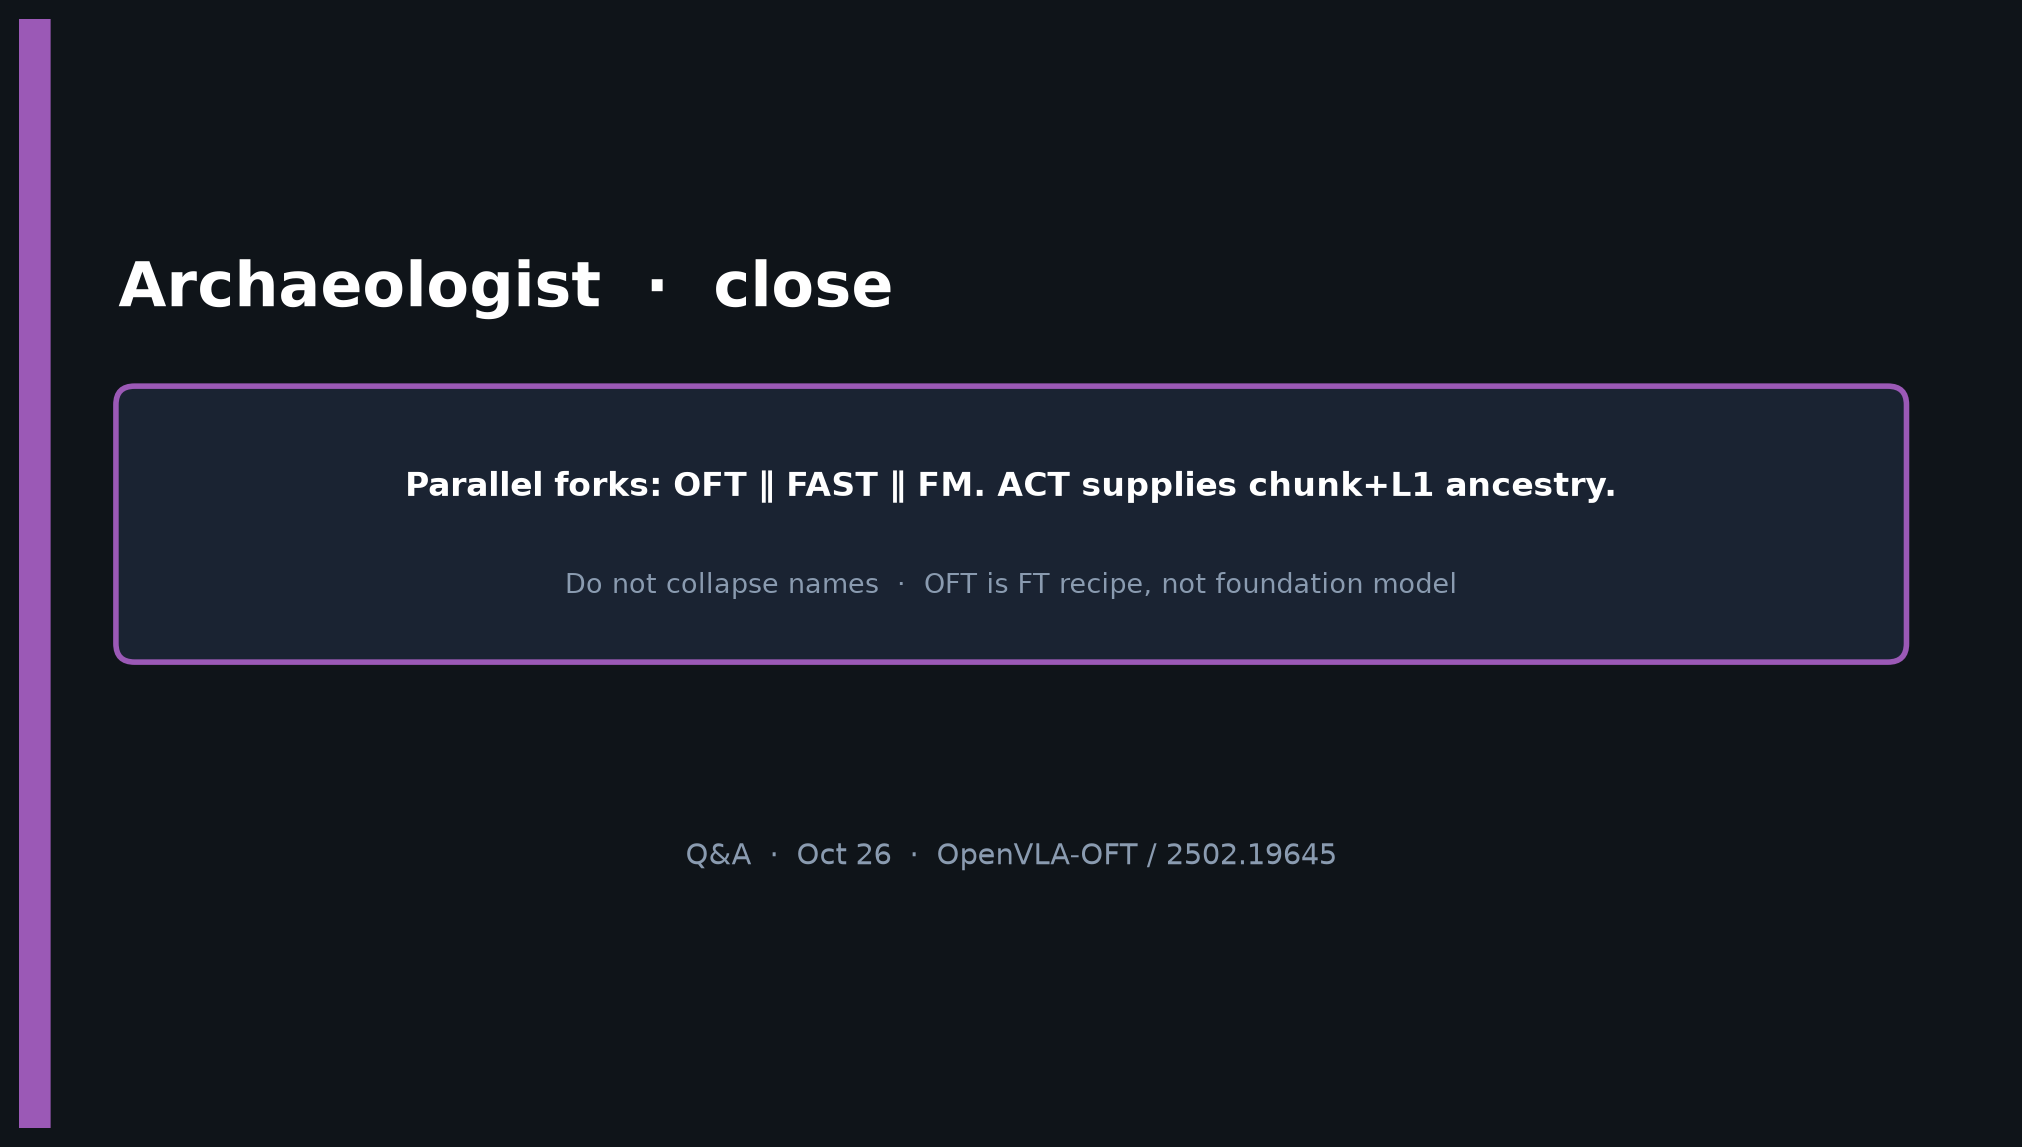 Archaeologist · close
Parallel forks: OFT ∥ FAST ∥ FM. ACT supplies chunk+L1 ancestry.
Do not collapse names · OFT is FT recipe, not foundation model
Q&A · Oct 26 · OpenVLA-OFT / 2502.19645